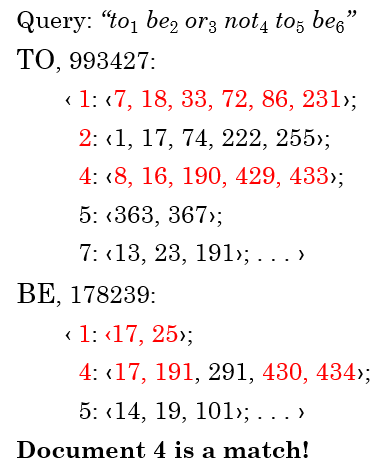 Query: “to₁ be₂ or₃ not₄ to₅ be₆”
TO, 993427:
‹ 1: ‹7, 18, 33, 72, 86, 231›;
2: ‹1, 17, 74, 222, 255›;
4: ‹8, 16, 190, 429, 433›;
5: ‹363, 367›;
7: ‹13, 23, 191›; . . . ›
BE, 178239:
‹ 1: ‹17, 25›;
4: ‹17, 191, 291, 430, 434›;
5: ‹14, 19, 101›; . . . ›
Document 4 is a match!